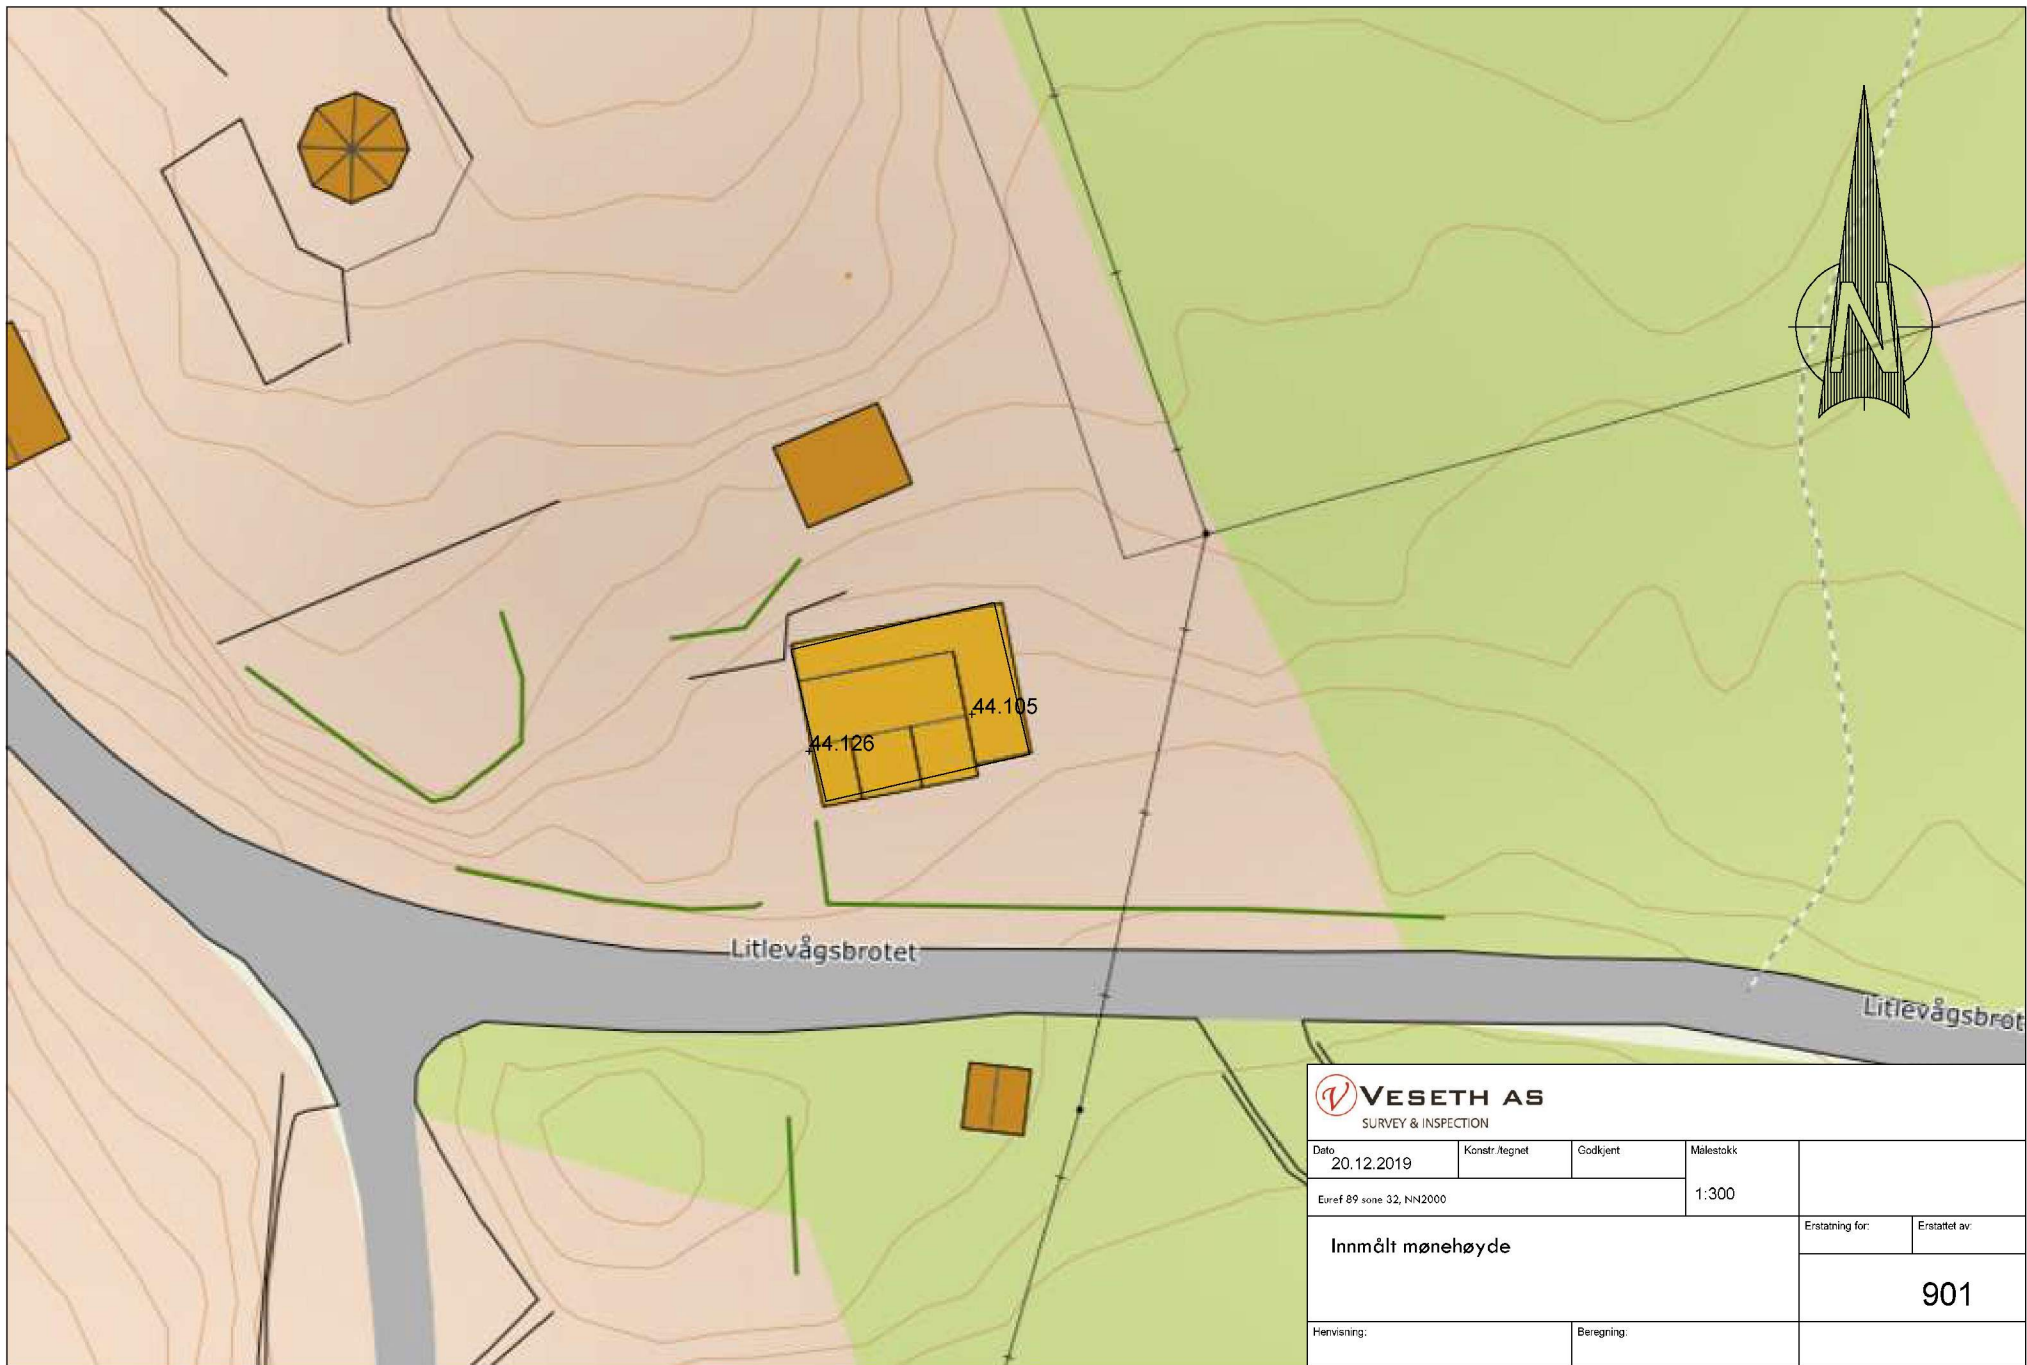 N
44.105
44.126
Litlevågsbrotet
Litlevågsbrot
V VESETH AS
SURVEY & INSPECTION
Dato
20.12.2019
Konstr./tegnet
Godkjent
Målestokk
1:300
Euref 89 sone 32, NN2000
Innmålt mønehøyde
Erstatning for:
Erstattet av:
901
Henvisning:
Beregning: